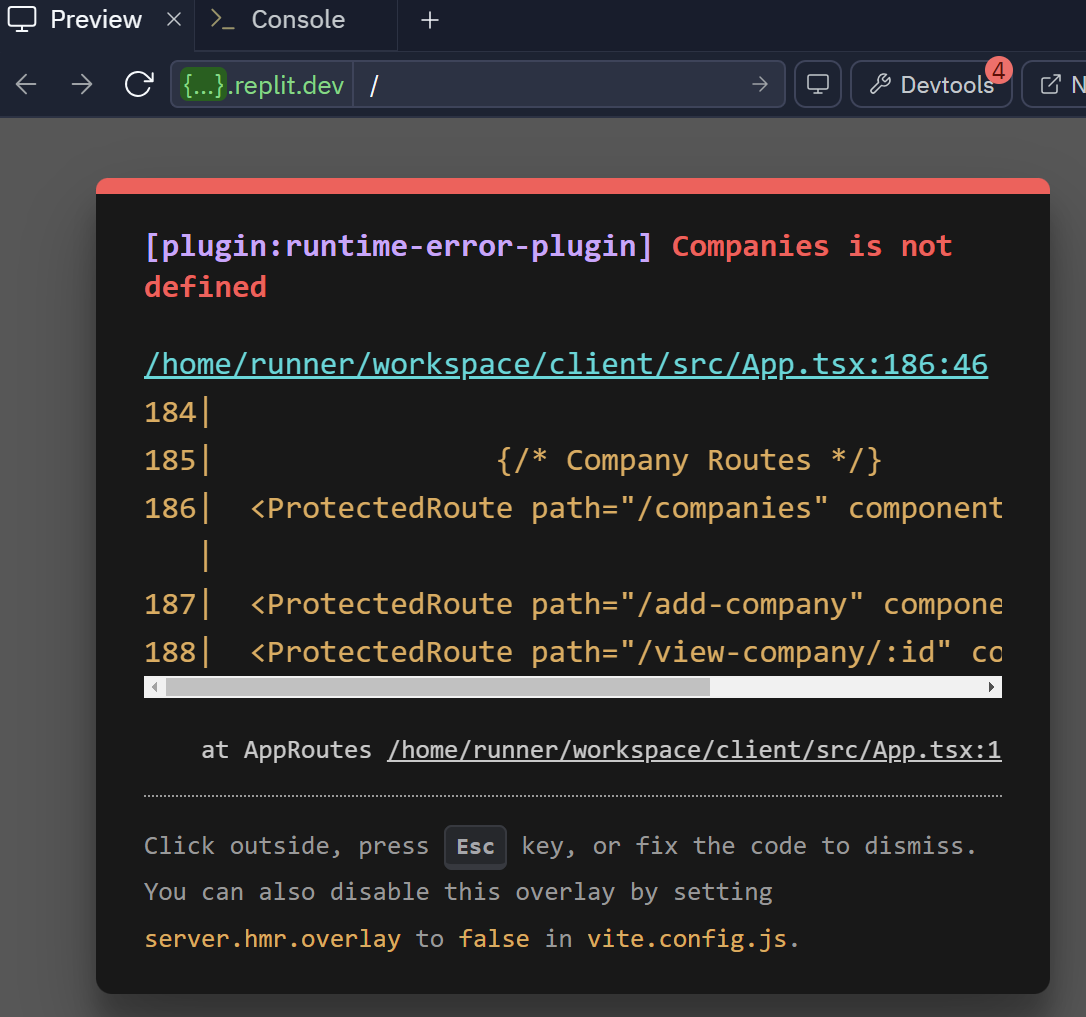 Preview × >_ Console +
{...}.replit.dev / Devtools 4 N
[plugin:runtime-error-plugin] Companies is not
defined
/home/runner/workspace/client/src/App.tsx:186:46
184|
185| {/* Company Routes */}
186| <ProtectedRoute path="/companies" component
|
187| <ProtectedRoute path="/add-company" compone
188| <ProtectedRoute path="/view-company/:id" co
at AppRoutes /home/runner/workspace/client/src/App.tsx:1
Click outside, press Esc key, or fix the code to dismiss.
You can also disable this overlay by setting
server.hmr.overlay to false in vite.config.js.